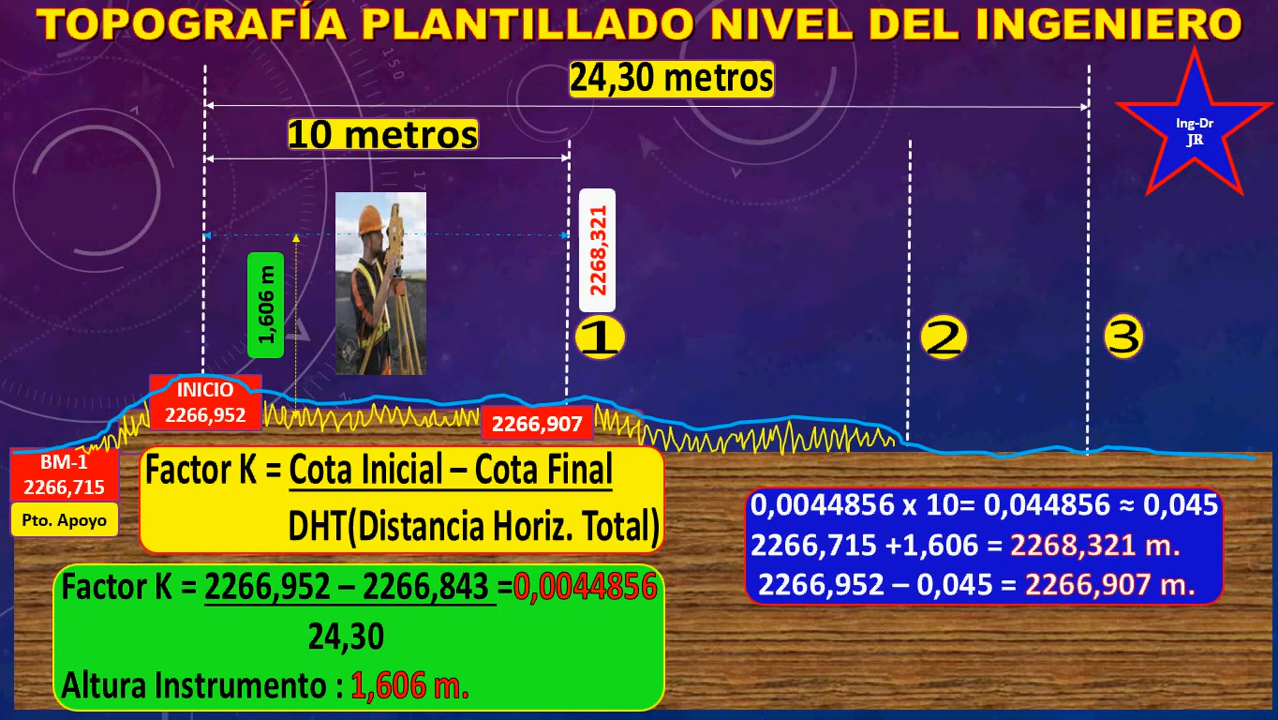 TOPOGRAFÍA PLANTILLADO NIVEL DEL INGENIERO
24,30 metros
10 metros
Ing-Dr
JR
2268,321
1,606 m
1
2
3
INICIO
2266,952
2266,907
BM-1
2266,715
Pto. Apoyo
Factor K = Cota Inicial – Cota Final
DHT(Distancia Horiz. Total)
0,0044856 x 10= 0,044856 ≈ 0,045
2266,715 +1,606 = 2268,321 m.
2266,952 – 0,045 = 2266,907 m.
Factor K = 2266,952 – 2266,843 =0,0044856
24,30
Altura Instrumento : 1,606 m.